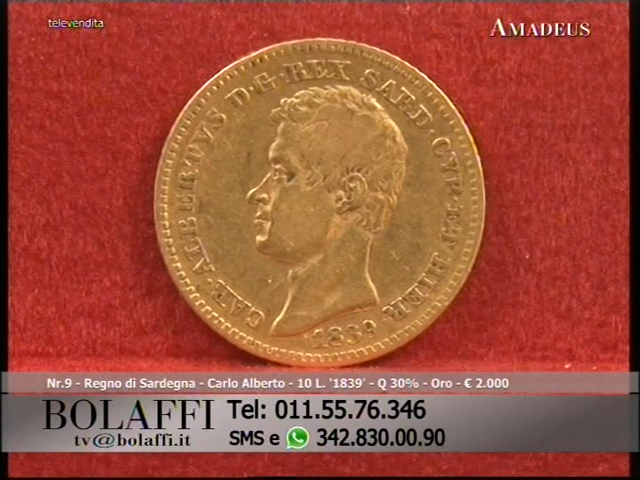 televendita
AMADEUS
CAR · ALBERTVS D·G·REX SARD·CYP·ET HIER
1839
Nr.9 - Regno di Sardegna - Carlo Alberto - 10 L. '1839' - Q 30% - Oro - € 2.000
BOLAFFI
tv@bolaffi.it
Tel: 011.55.76.346
SMS e 342.830.00.90